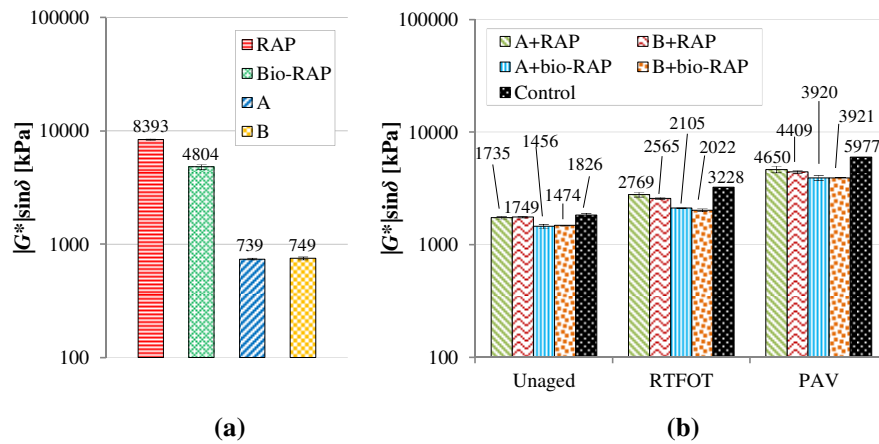 100000
10000
1000
100
|G*|sinδ [kPa]
RAP
Bio-RAP
A
B
8393
4804
739
749
(a)
100000
10000
1000
100
|G*|sinδ [kPa]
A+RAP
B+RAP
A+bio-RAP
B+bio-RAP
Control
1735
1749
1456
1474
1826
2769
2565
2105
2022
3228
4650
4409
3920
3921
5977
Unaged
RTFOT
PAV
(b)